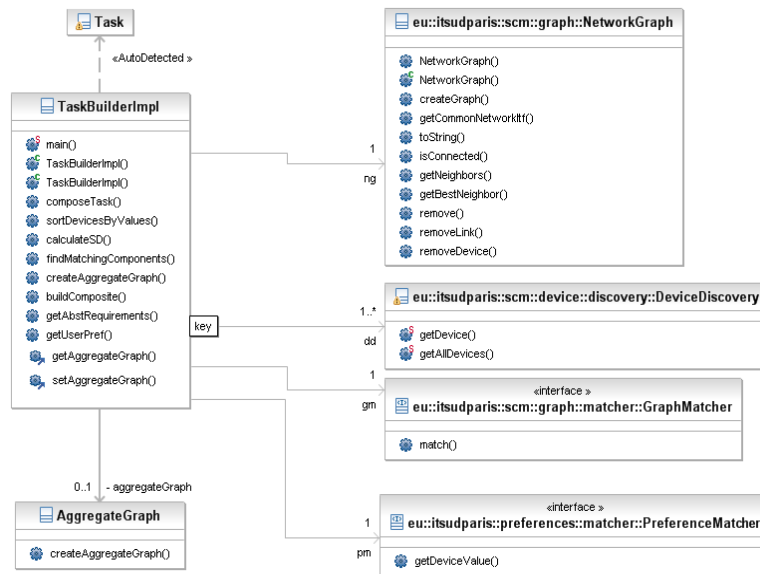 Task
«AutoDetected »
TaskBuilderImpl
main()
TaskBuilderImpl()
TaskBuilderImpl()
composeTask()
sortDevicesByValues()
calculateSD()
findMatchingComponents()
createAggregateGraph()
buildComposite()
getAbstRequirements()
getUserPref()
getAggregateGraph()
setAggregateGraph()
key
1
ng
eu::itsudparis::scm::graph::NetworkGraph
NetworkGraph()
NetworkGraph()
createGraph()
getCommonNetworkItf()
toString()
isConnected()
getNeighbors()
getBestNeighbor()
remove()
removeLink()
removeDevice()
1..*
dd
eu::itsudparis::scm::device::discovery::DeviceDiscovery
getDevice()
getAllDevices()
1
gm
«interface »
eu::itsudparis::scm::graph::matcher::GraphMatcher
match()
0..1 - aggregateGraph
AggregateGraph
createAggregateGraph()
1
pm
«interface »
eu::itsudparis::preferences::matcher::PreferenceMatcher
getDeviceValue()